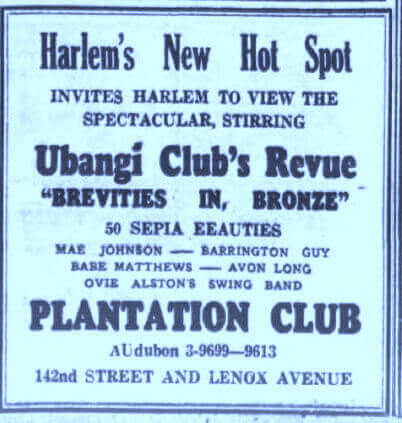 Harlem's New Hot Spot
INVITES HARLEM TO VIEW THE
SPECTACULAR, STIRRING
Ubangi Club's Revue
"BREVITIES IN, BRONZE"
50 SEPIA EEAUTIES
MAE JOHNSON — BARRINGTON GUY
BABE MATTHEWS — AVON LONG
OVIE ALSTON'S SWING BAND
PLANTATION CLUB
AUdubon 3-9699—9613
142nd STREET AND LENOX AVENUE